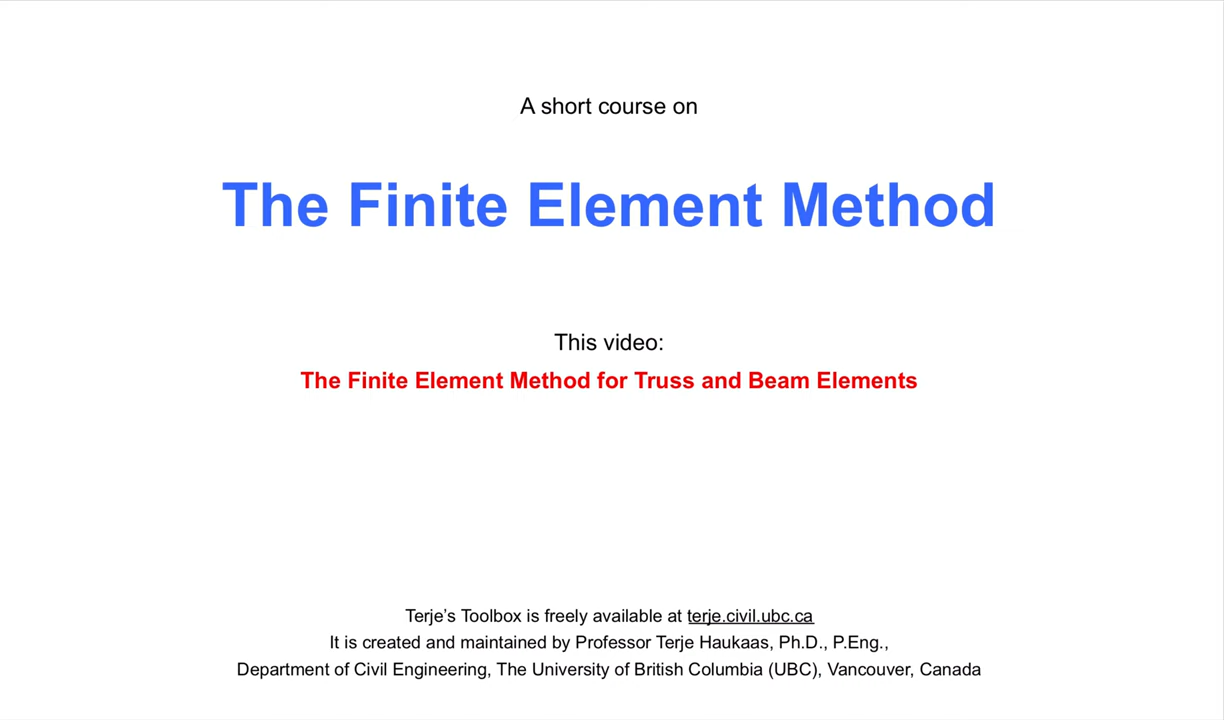 A short course on
The Finite Element Method
This video:
The Finite Element Method for Truss and Beam Elements
Terje’s Toolbox is freely available at terje.civil.ubc.ca
It is created and maintained by Professor Terje Haukaas, Ph.D., P.Eng.,
Department of Civil Engineering, The University of British Columbia (UBC), Vancouver, Canada